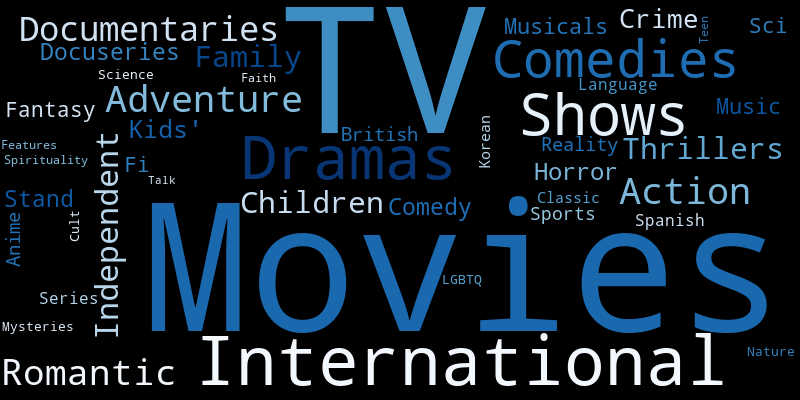 Documentaries
TV
Musicals
Crime
Teen
Sci
Docuseries
Family
Comedies
Science
Faith
Language
Fantasy
Adventure
Shows
Music
Kids'
British
Korean
Features
Independent
Dramas
Reality
Thrillers
Spirituality
Fi
Talk
Horror
Stand
Children
Comedy
Classic
Action
Anime
Cult
Sports
Spanish
Movies
LGBTQ
Series
Mysteries
International
Nature
Romantic